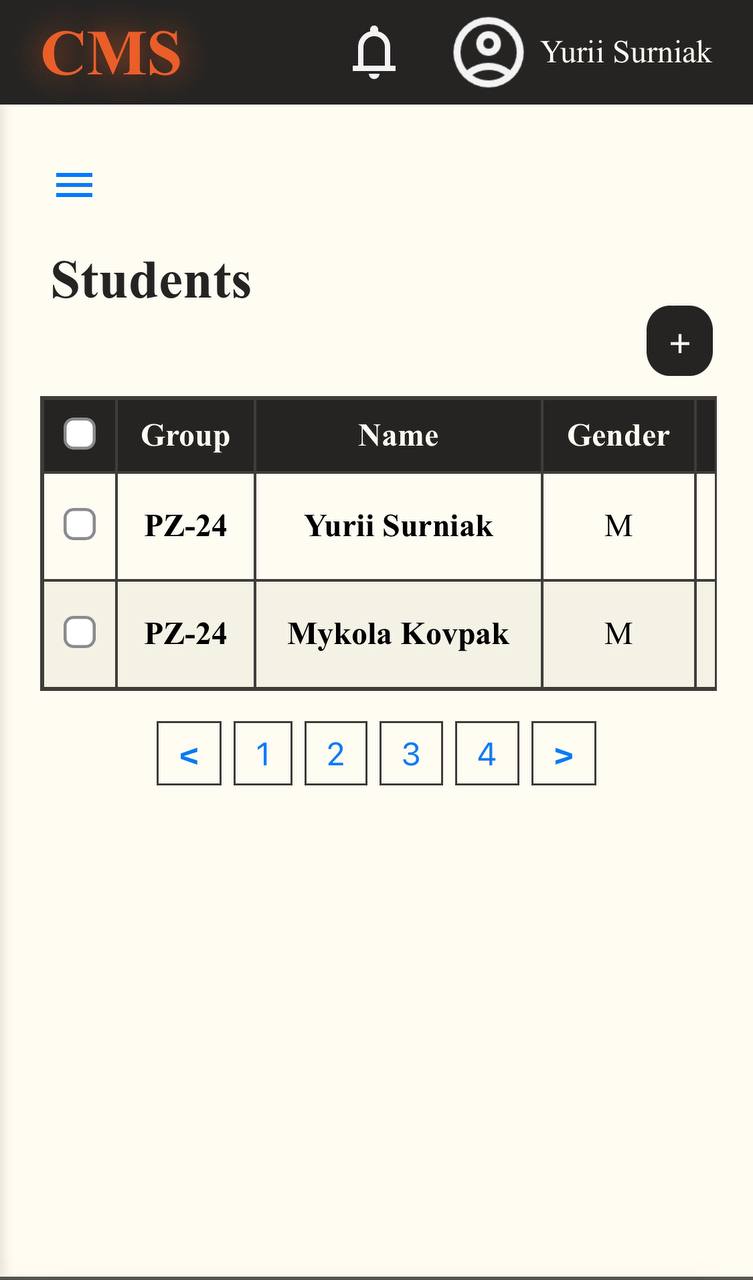 CMS Yurii Surniak
Students
+
Group Name Gender
PZ-24 Yurii Surniak M
PZ-24 Mykola Kovpak M
< 1 2 3 4 >